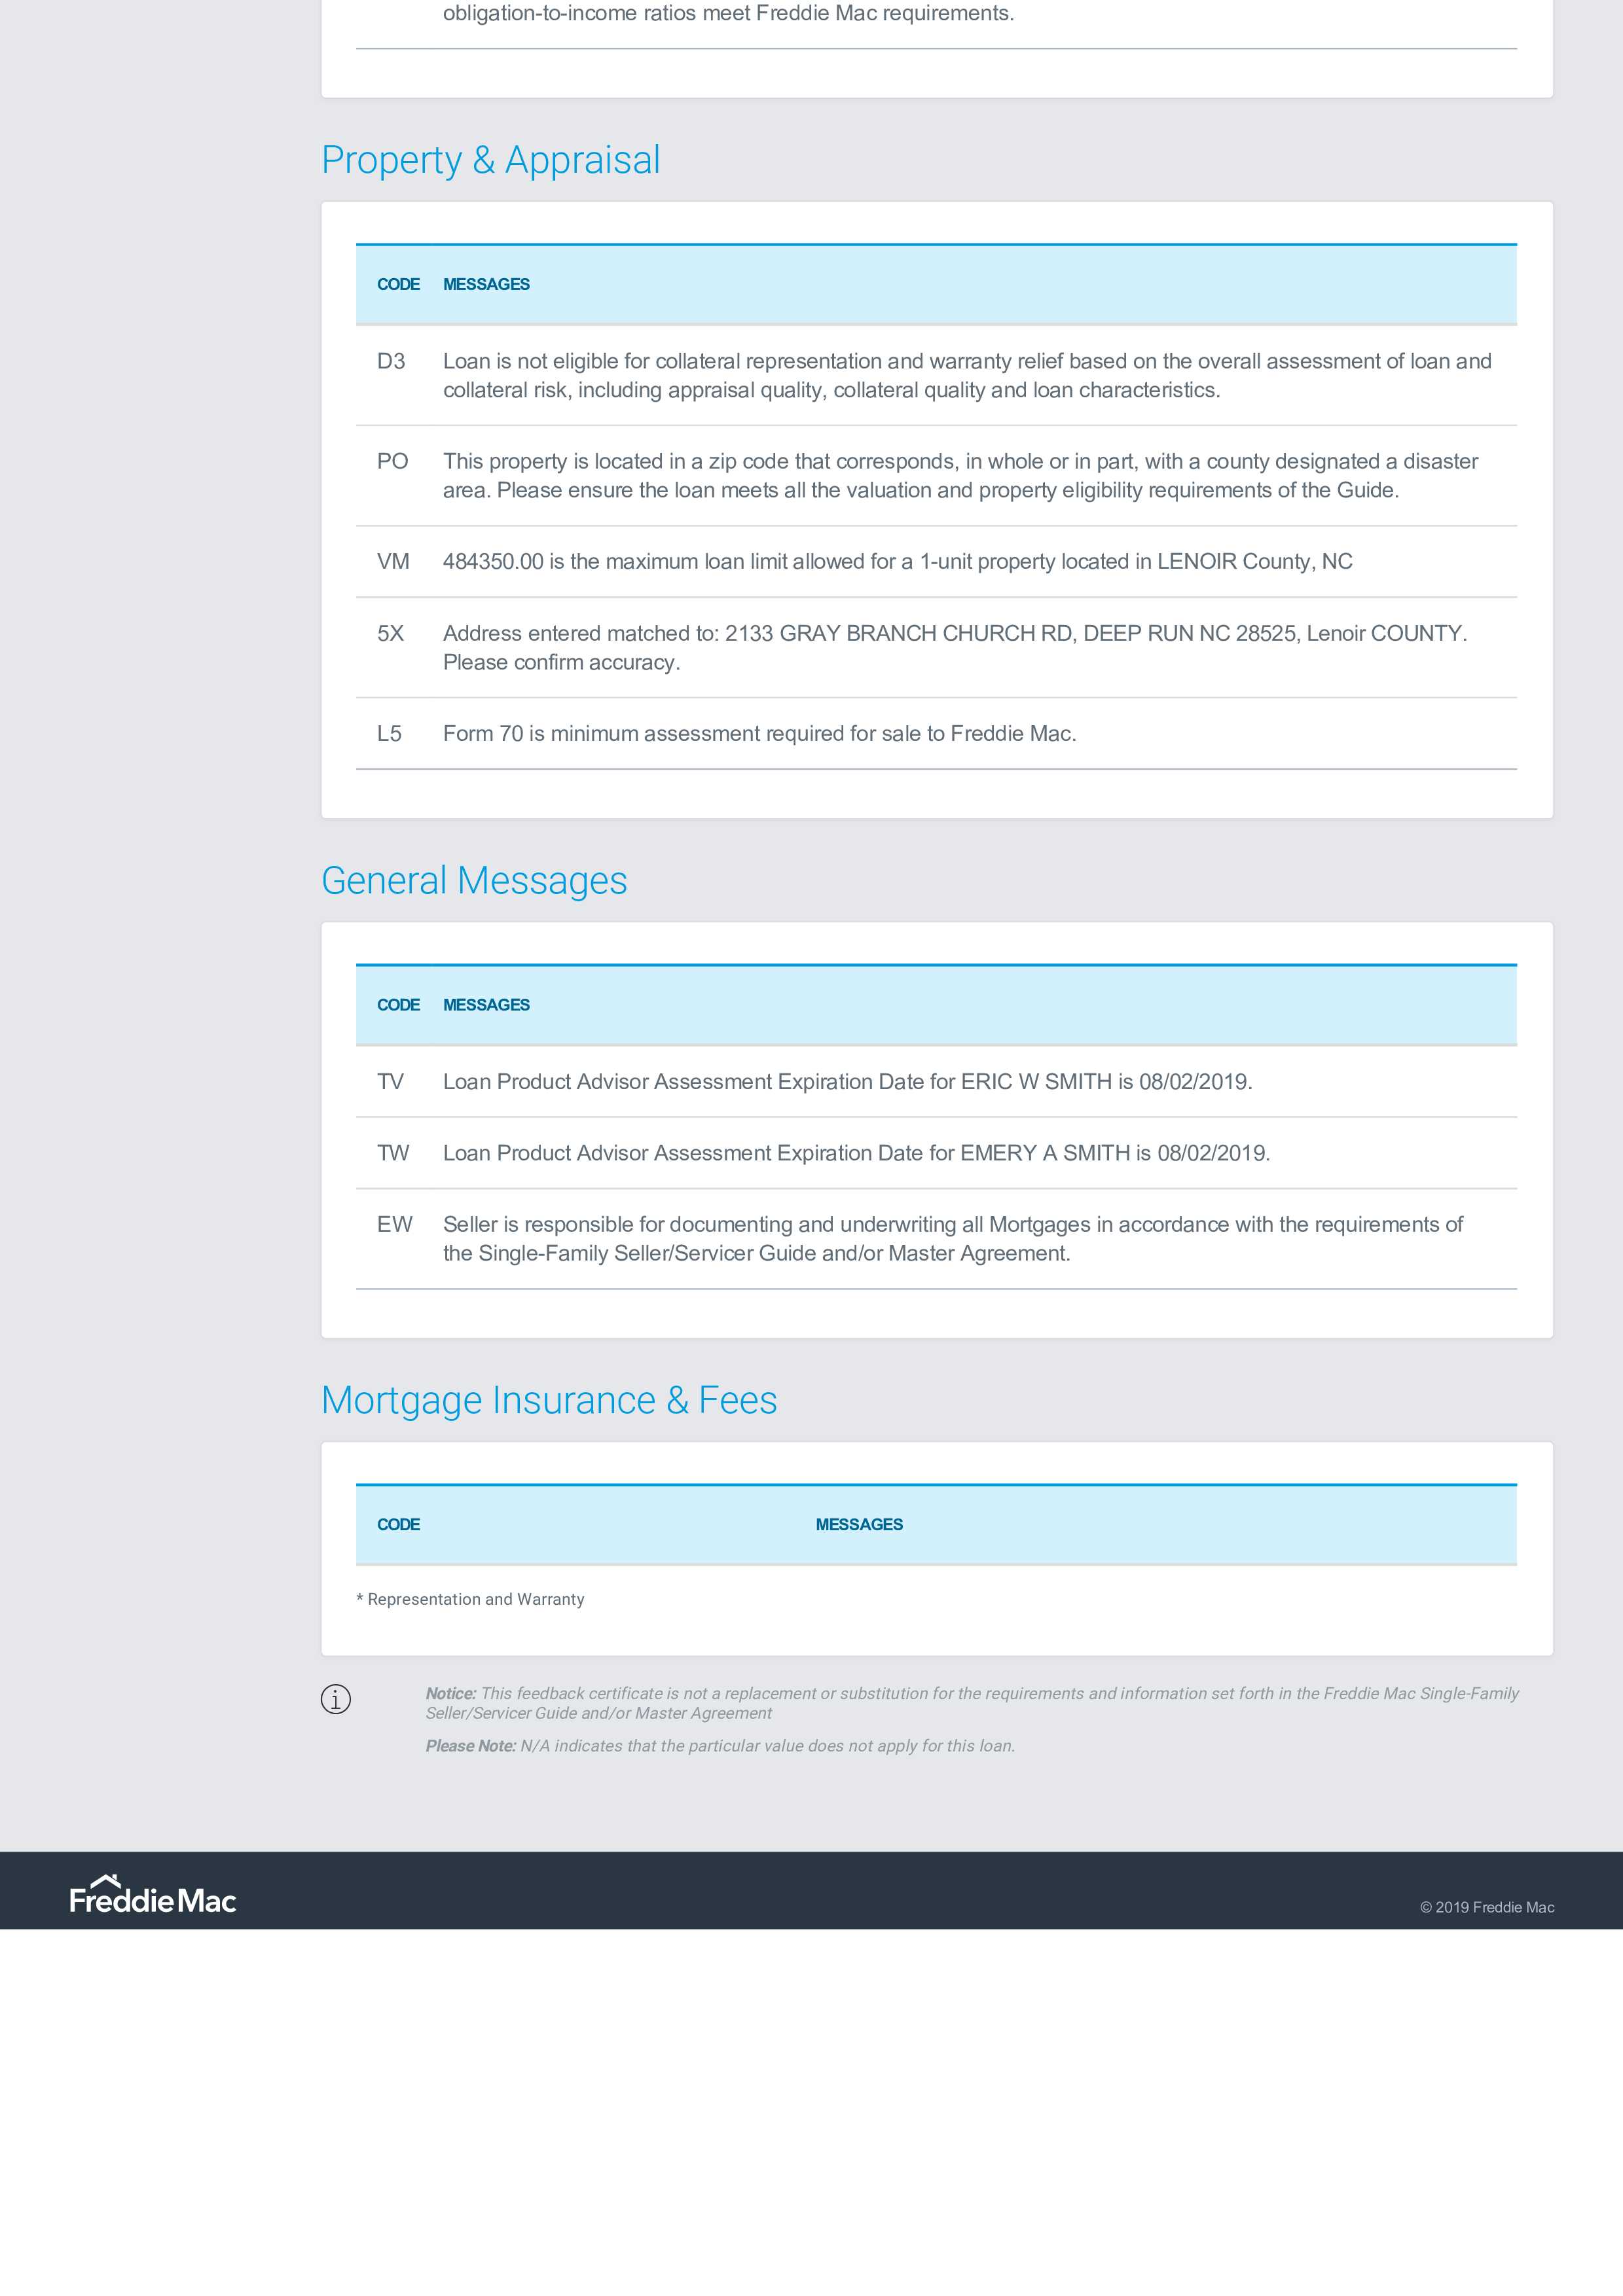 obligation-to-income ratios meet Freddie Mac requirements.
Property & Appraisal
CODE MESSAGES
D3 Loan is not eligible for collateral representation and warranty relief based on the overall assessment of loan and
collateral risk, including appraisal quality, collateral quality and loan characteristics.
PO This property is located in a zip code that corresponds, in whole or in part, with a county designated a disaster
area. Please ensure the loan meets all the valuation and property eligibility requirements of the Guide.
VM 484350.00 is the maximum loan limit allowed for a 1-unit property located in LENOIR County, NC
5X Address entered matched to: 2133 GRAY BRANCH CHURCH RD, DEEP RUN NC 28525, Lenoir COUNTY.
Please confirm accuracy.
L5 Form 70 is minimum assessment required for sale to Freddie Mac.
General Messages
CODE MESSAGES
TV Loan Product Advisor Assessment Expiration Date for ERIC W SMITH is 08/02/2019.
TW Loan Product Advisor Assessment Expiration Date for EMERY A SMITH is 08/02/2019.
EW Seller is responsible for documenting and underwriting all Mortgages in accordance with the requirements of
the Single-Family Seller/Servicer Guide and/or Master Agreement.
Mortgage Insurance & Fees
CODE MESSAGES
* Representation and Warranty
Notice: This feedback certificate is not a replacement or substitution for the requirements and information set forth in the Freddie Mac Single-Family
Seller/Servicer Guide and/or Master Agreement
Please Note: N/A indicates that the particular value does not apply for this loan.
Freddie Mac
© 2019 Freddie Mac